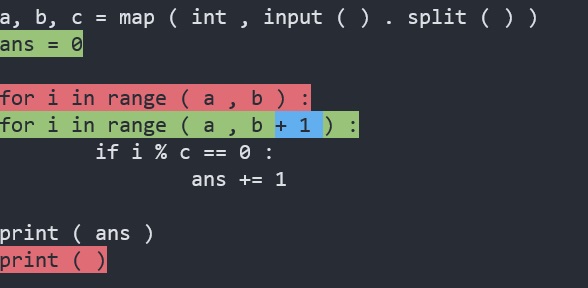 a, b, c = map ( int , input ( ) . split ( ) )
ans = 0
for i in range ( a , b ) :
for i in range ( a , b + 1 ) :
if i % c == 0 :
ans += 1
print ( ans )
print ( )